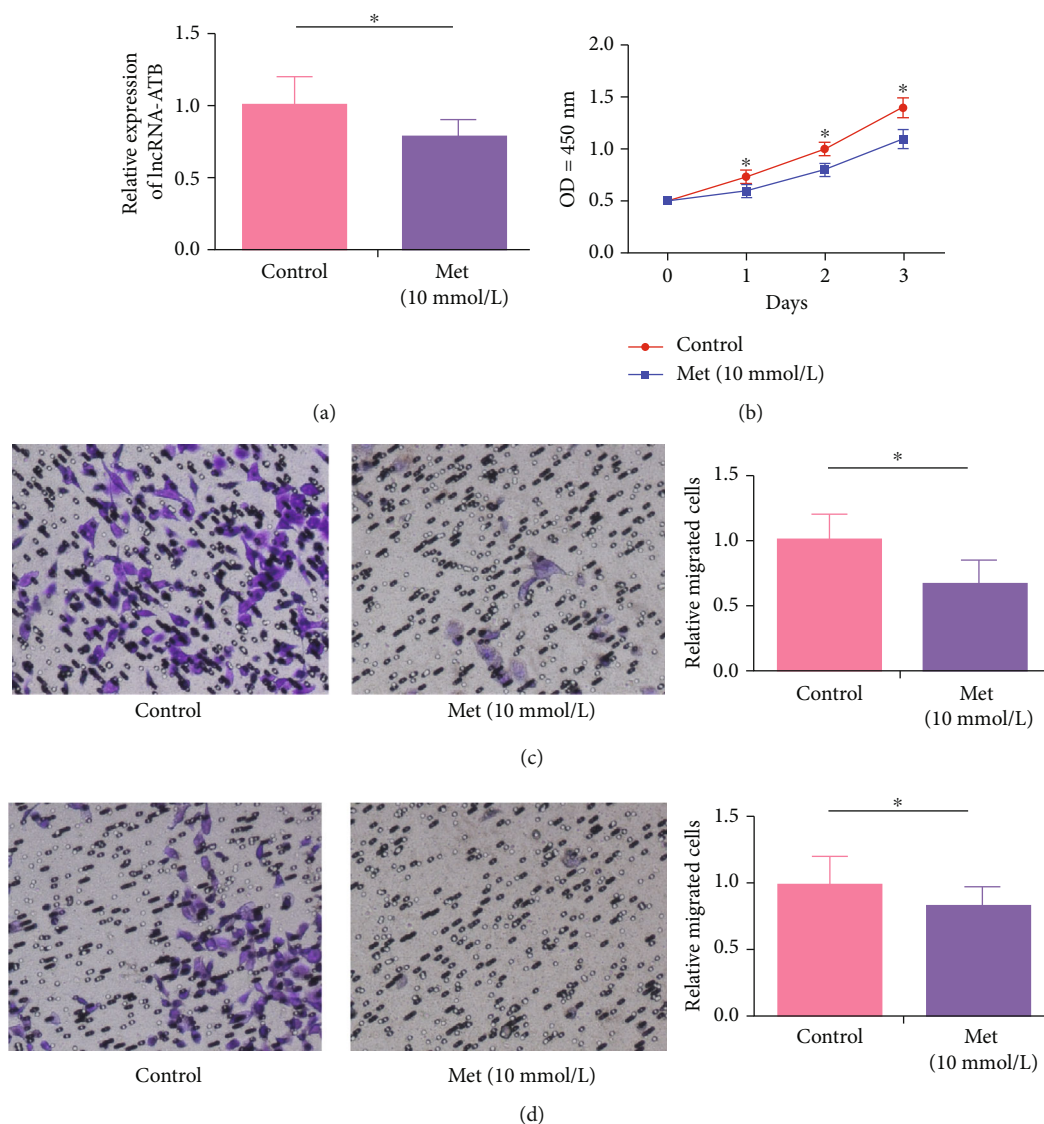 *
1.5
1.0
0.5
0.0
Relative expression
of lncRNA-ATB
Control
Met
(10 mmol/L)
(a)
2.0
1.5
1.0
0.5
0.0
OD = 450 nm
*
*
*
0
1
2
3
Days
Control
Met (10 mmol/L)
(b)
Control
Met (10 mmol/L)
*
1.5
1.0
0.5
0.0
Relative migrated cells
Control
Met
(10 mmol/L)
(c)
Control
Met (10 mmol/L)
*
1.5
1.0
0.5
0.0
Relative migrated cells
Control
Met
(10 mmol/L)
(d)